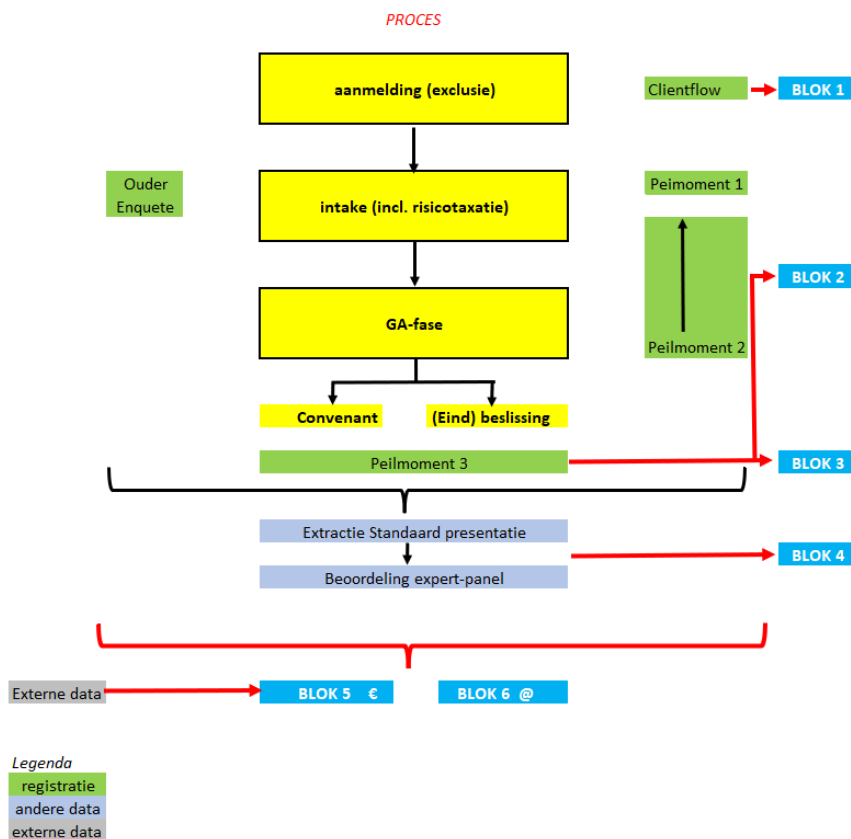 PROCES
aanmelding (exclusie)
Clientflow
BLOK 1
Ouder
Enquete
intake (incl. risicotaxatie)
Peimoment 1
BLOK 2
GA-fase
Peilmoment 2
Convenant
(Eind) beslissing
Peilmoment 3
BLOK 3
Extractie Standaard presentatie
BLOK 4
Beoordeling expert-panel
Externe data
BLOK 5 €
BLOK 6 @
Legenda
registratie
andere data
externe data